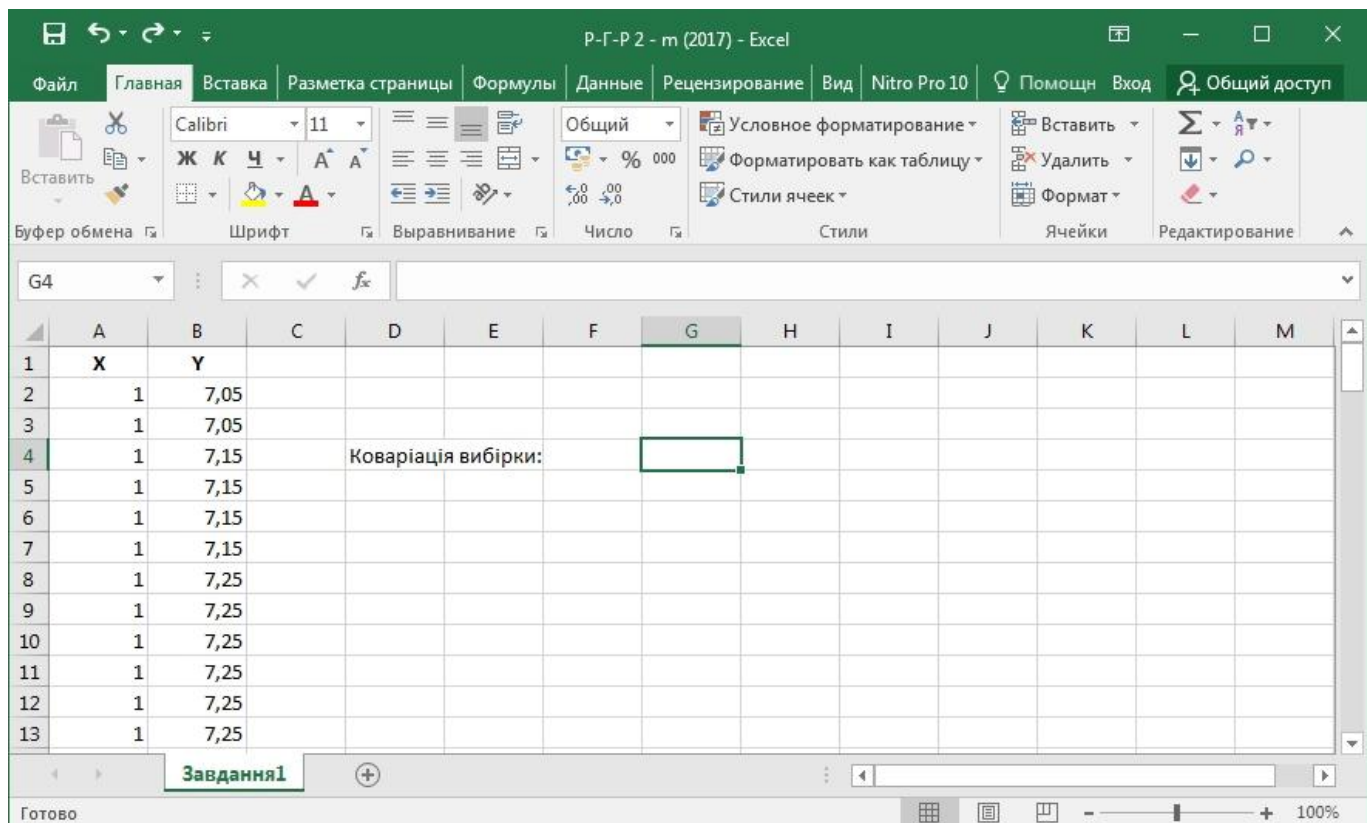 Р-Г-Р 2 - m (2017) - Excel
Файл Главная Вставка Разметка страницы Формулы Данные Рецензирование Вид Nitro Pro 10 Помощн Вход Общий доступ
Calibri 11 Общий Условное форматирование Вставить Σ А Я
Ж К Ч А А % 000 Форматировать как таблицу Удалить
Вставить А ,00 ,00 ,0 Стили ячеек Формат
Буфер обмена Шрифт Выравнивание Число Стили Ячейки Редактирование
G4 fx
A B C D E F G H I J K L M
1 X Y
2 1 7,05
3 1 7,05
4 1 7,15 Коваріація вибірки:
5 1 7,15
6 1 7,15
7 1 7,15
8 1 7,25
9 1 7,25
10 1 7,25
11 1 7,25
12 1 7,25
13 1 7,25
Завдання1
Готово 100%